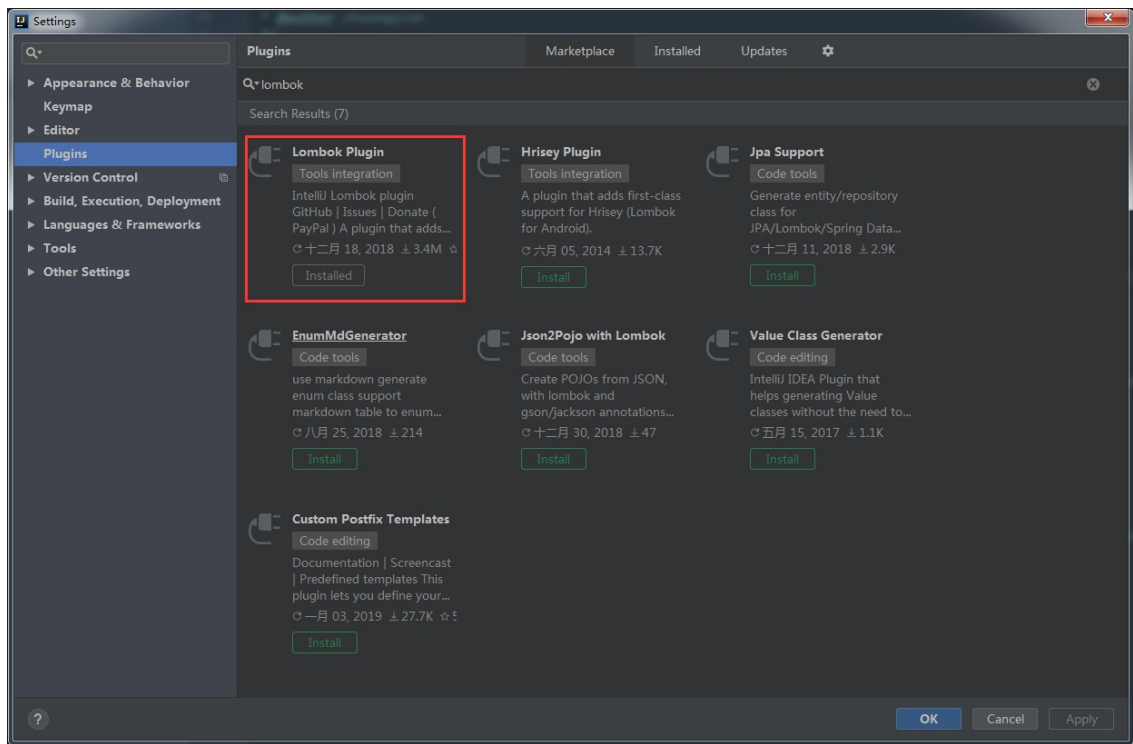 Settings
Plugins
Marketplace
Installed
Updates
Appearance & Behavior
Keymap
Editor
Plugins
Version Control
Build, Execution, Deployment
Languages & Frameworks
Tools
Other Settings
lombok
Search Results (7)
Lombok Plugin
Tools integration
IntelliJ Lombok plugin
GitHub | Issues | Donate (
PayPal ) A plugin that adds...
十二月 18, 2018 3.4M
Installed
Hrisey Plugin
Tools integration
A plugin that adds first-class
support for Hrisey (Lombok
for Android).
六月 05, 2014 13.7K
Install
Jpa Support
Code tools
Generate entity/repository
class for
JPA/Lombok/Spring Data...
十二月 11, 2018 2.9K
Install
EnumMdGenerator
Code tools
use markdown generate
enum class support
markdown table to enum...
八月 25, 2018 214
Install
Json2Pojo with Lombok
Code tools
Create POJOs from JSON,
with lombok and
gson/jackson annotations...
十二月 30, 2018 47
Install
Value Class Generator
Code editing
IntelliJ IDEA Plugin that
helps generating Value
classes without the need to...
五月 15, 2017 1.1K
Install
Custom Postfix Templates
Code editing
Documentation | Screencast
| Predefined templates This
plugin lets you define your...
一月 03, 2019 27.7K
Install
?
OK
Cancel
Apply